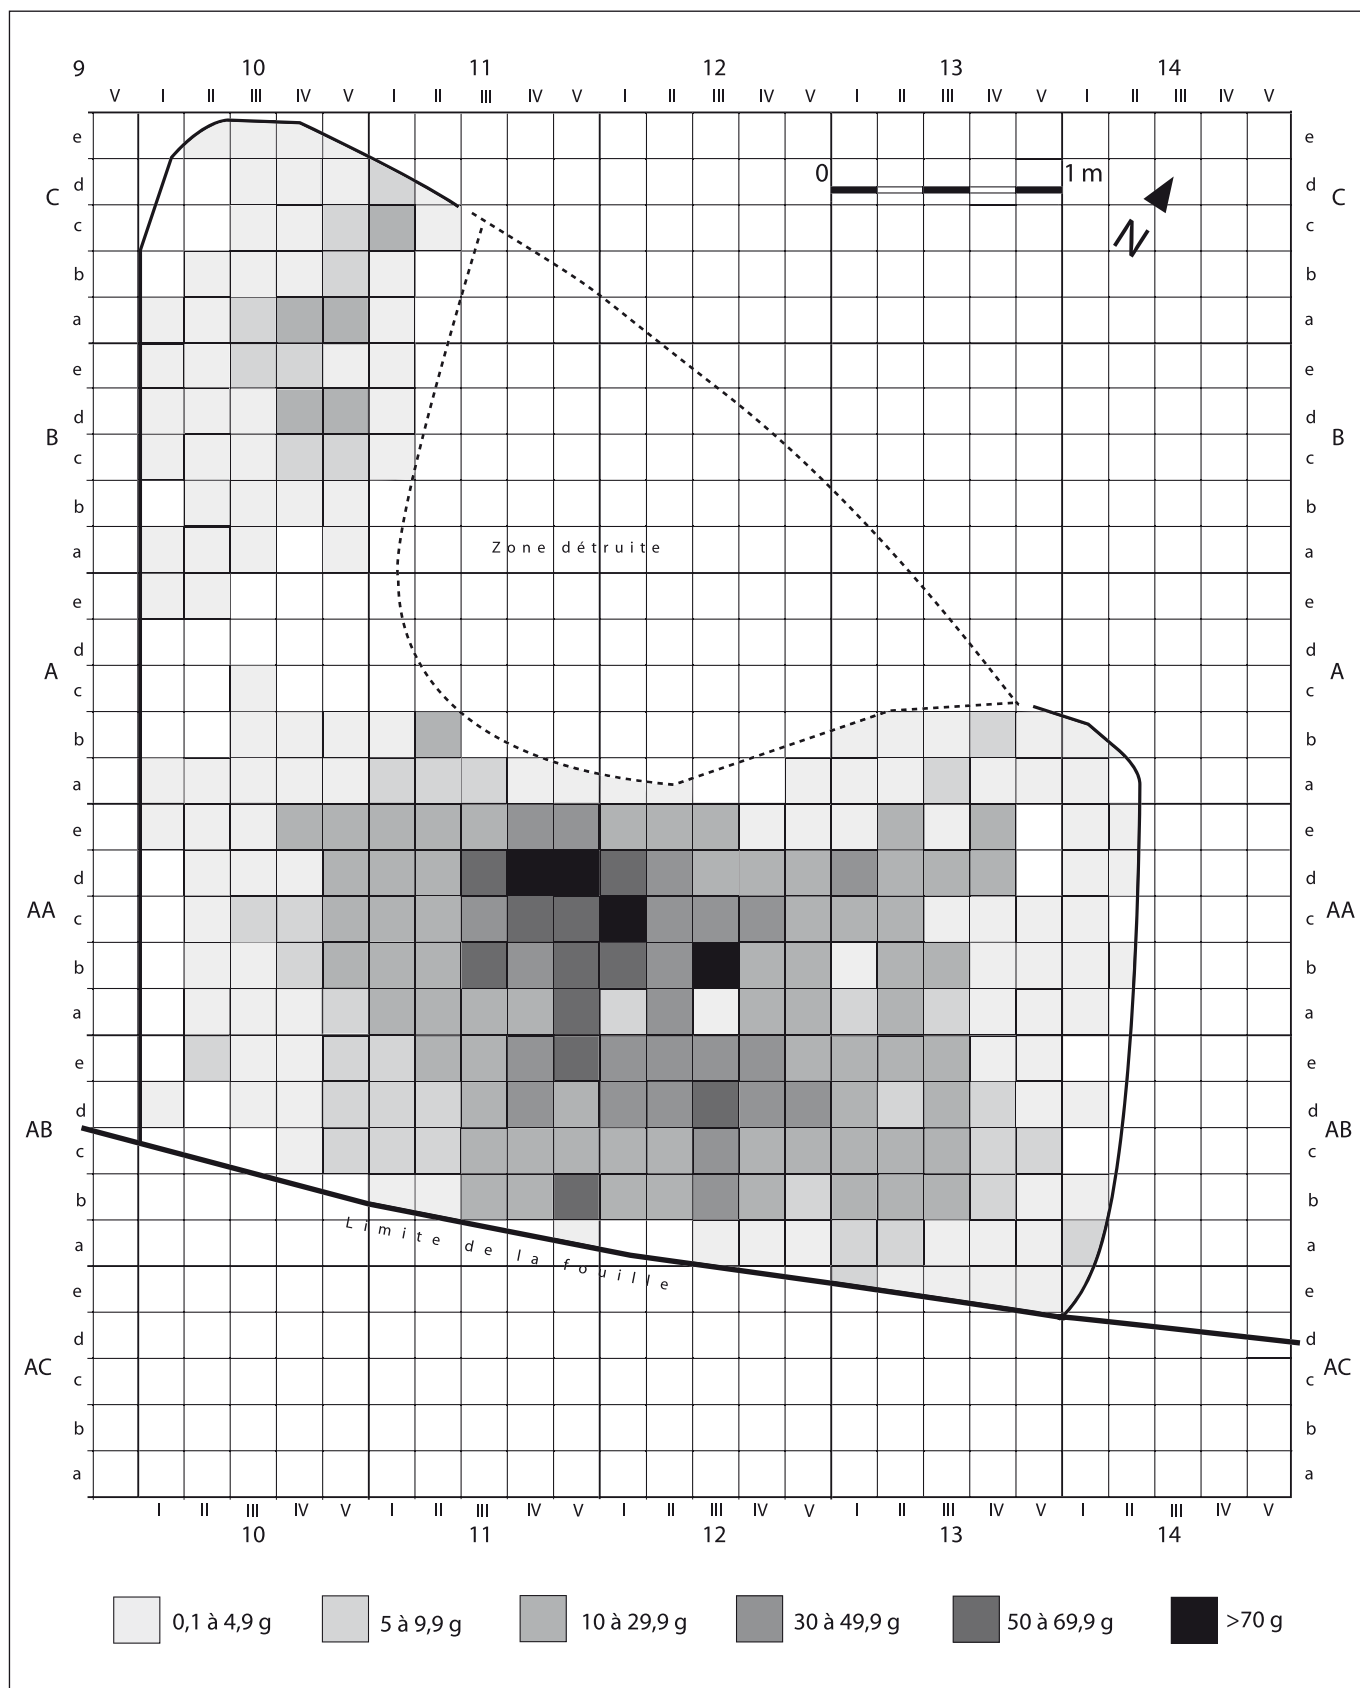 9 10 11 12 13 14
V I II III IV V I II III IV V I II III IV V I II III IV V I II III IV V
e e
0 1 m
C d d C
c c
N
b b
a a
e e
d d
B B
c c
b b
Zone détruite
a a
e e
d d
A A
c c
b b
a a
e e
d d
AA c c AA
b b
a a
e e
d d
AB AB
c c
b b
Limite de la fouille
a a
e e
d d
AC AC
c c
b b
a a
I II III IV V I II III IV V I II III IV V I II III IV V I II III IV V
10 11 12 13 14
0,1 à 4,9 g 5 à 9,9 g 10 à 29,9 g 30 à 49,9 g 50 à 69,9 g >70 g